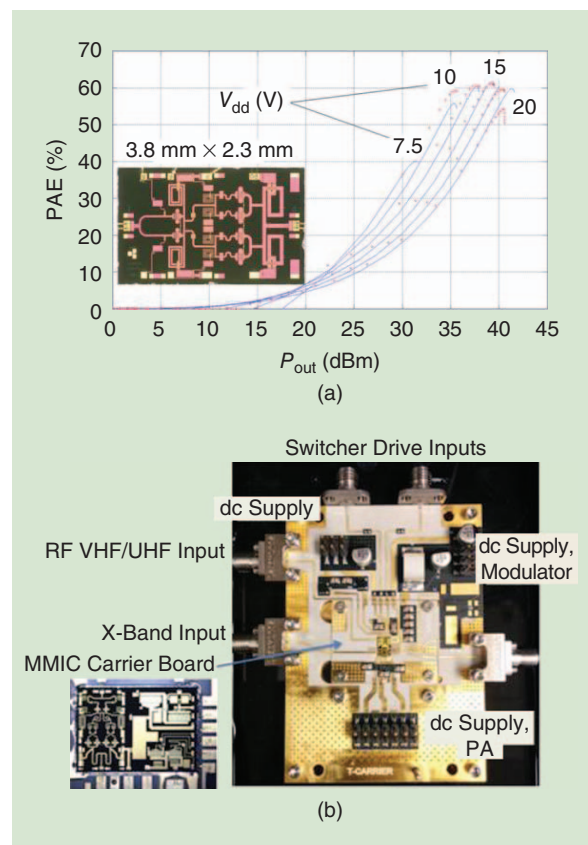 70
60
50
40
30
20
10
0
PAE (%)
V_dd (V)
10
15
20
7.5
3.8 mm × 2.3 mm
0 5 10 15 20 25 30 35 40 45
P_out (dBm)
(a)
Switcher Drive Inputs
dc Supply
RF VHF/UHF Input
dc Supply,
Modulator
X-Band Input
MMIC Carrier Board
dc Supply,
PA
T-CARRIER
(b)